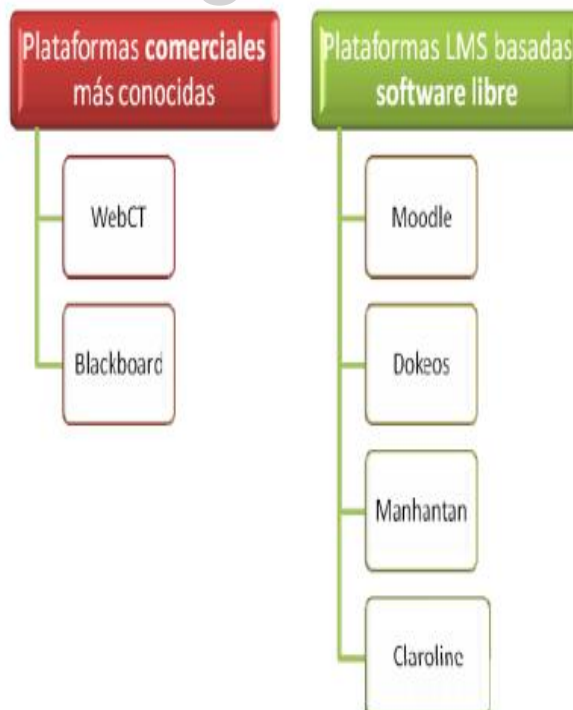 Plataformas comerciales
más conocidas
WebCT
Blackboard
Plataformas LMS basadas
software libre
Moodle
Dokeos
Manhantan
Claroline